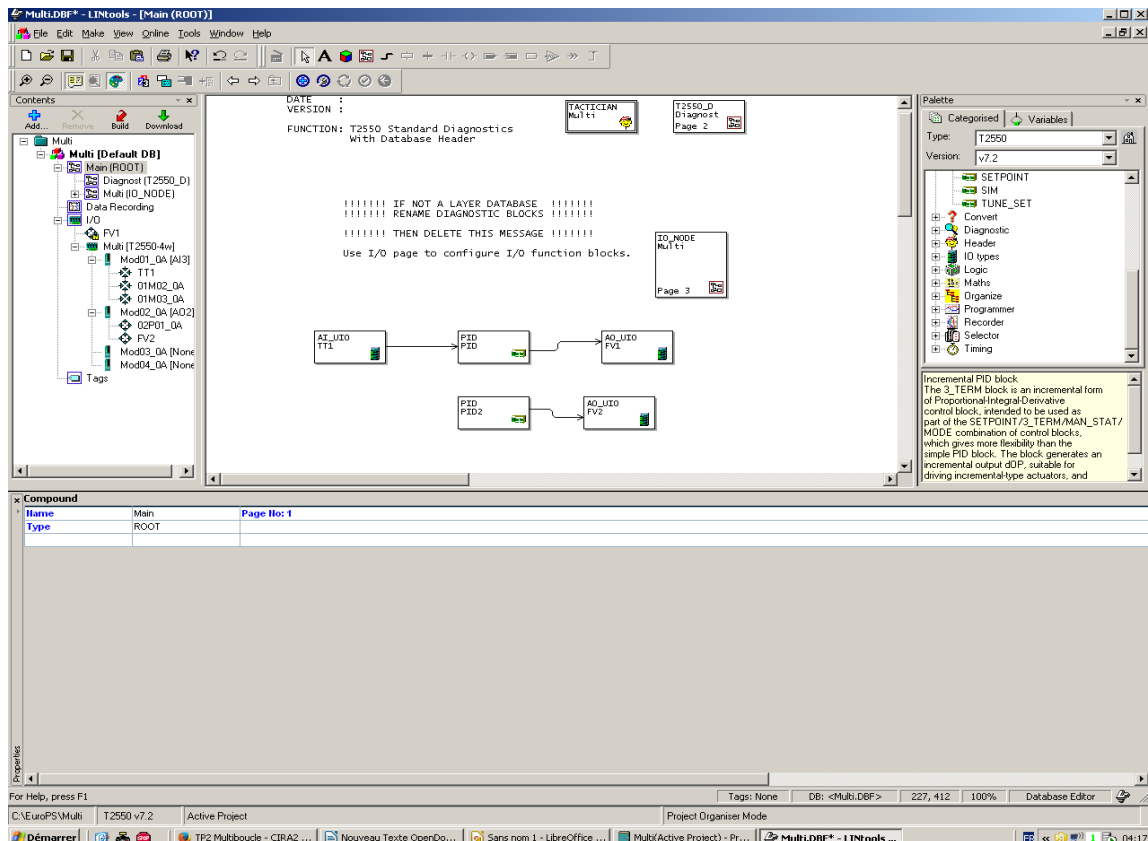 Multi.DBF* - LINtools - [Main (ROOT)]
File Edit Make View Online Tools Window Help
Contents
Add... Remove Build Download
Multi
Multi [Default DB]
Main (ROOT)
Diagnost (T2550_D)
Multi (IO_NODE)
Data Recording
I/O
FV1
Multi [T2550-4w]
Mod01_0A [AI3]
TT1
01M02_0A
01M03_0A
Mod02_0A [AO2]
02P01_0A
FV2
Mod03_0A [None
Mod04_0A [None
Tags
DATE :
VERSION :
FUNCTION: T2550 Standard Diagnostics
With Database Header
TACTICIAN
Multi
T2550_D
Diagnost
Page 2
!!!!!!! IF NOT A LAYER DATABASE !!!!!!!
!!!!!!! RENAME DIAGNOSTIC BLOCKS !!!!!!!
!!!!!!! THEN DELETE THIS MESSAGE !!!!!!!
Use I/O page to configure I/O function blocks.
IO_NODE
Multi
Page 3
AI_UIO
TT1
PID
PID
AO_UIO
FV1
PID
PID2
AO_UIO
FV2
Palette
Categorised Variables
Type: T2550
Version: v7.2
SETPOINT
SIM
TUNE_SET
Convert
Diagnostic
Header
IO types
Logic
Maths
Organize
Programmer
Recorder
Selector
Timing
Incremental PID block
The 3_TERM block is an incremental form
of Proportional-Integral-Derivative
control block, intended to be used as
part of the SETPOINT/3_TERM/MAN_STAT/
MODE combination of control blocks,
which gives more flexibility than the
simple PID block. The block generates an
incremental output dOP, suitable for
driving incremental-type actuators, and
Compound
Name Main Page No: 1
Type ROOT
Properties
For Help, press F1 Tags: None DB: <Multi.DBF> 227, 412 100% Database Editor
C:\EuroPS\Multi T2550 v7.2 Active Project Project Organiser Mode
Démarrer TP2 Multiboucle - CIRA2 ... Nouveau Texte OpenDo... Sans nom 1 - LibreOffice ... Multi(Active Project) - Pr... Multi.DBF* - LINtools ... FR « 1 04:17